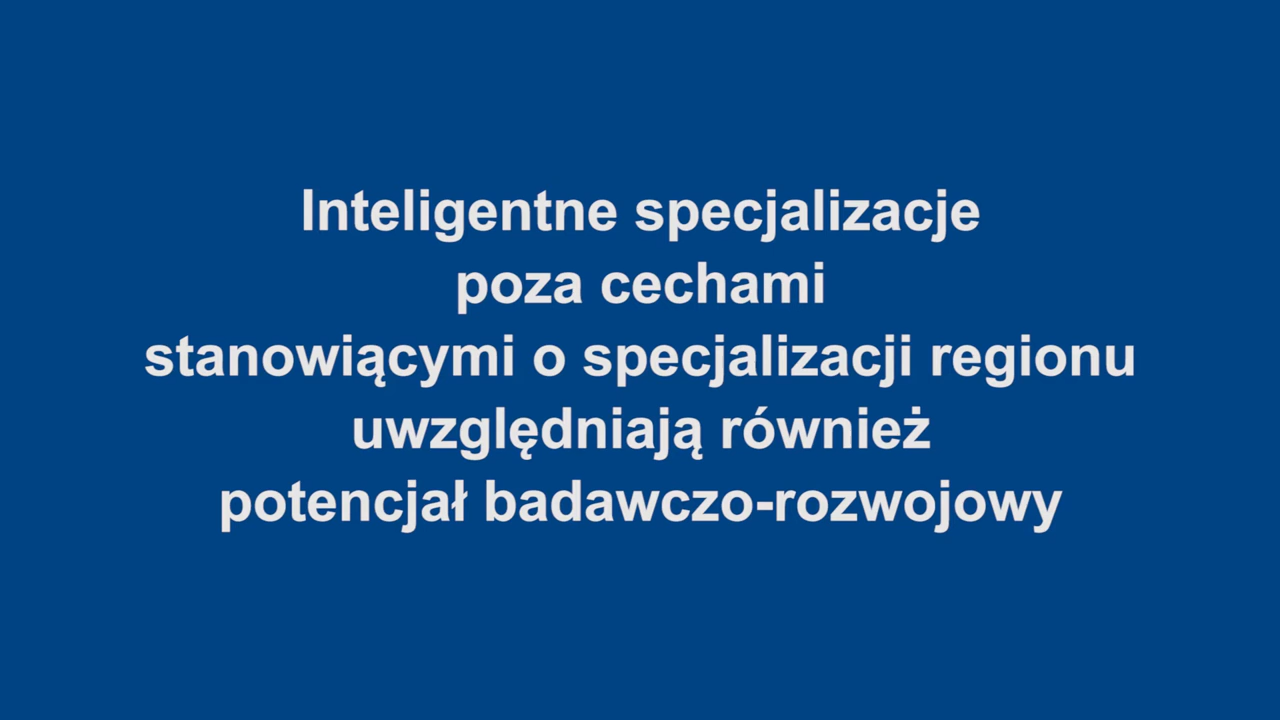 Inteligentne specjalizacje
poza cechami
stanowiącymi o specjalizacji regionu
uwzględniają również
potencjał badawczo-rozwojowy